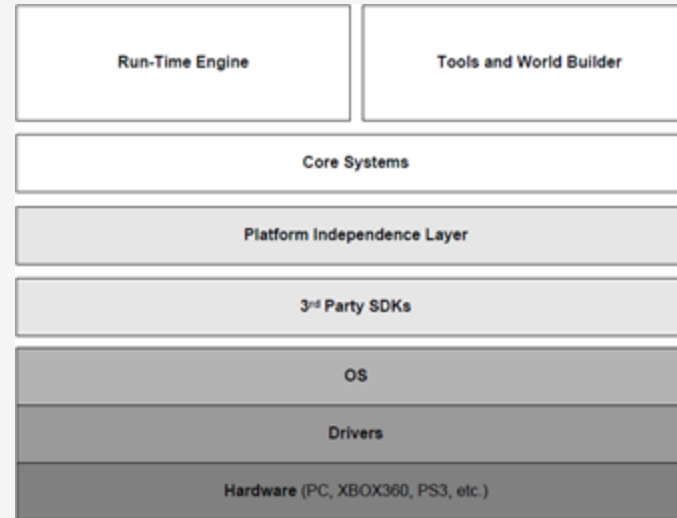 Run-Time Engine
Tools and World Builder
Core Systems
Platform Independence Layer
3rd Party SDKs
OS
Drivers
Hardware (PC, XBOX360, PS3, etc.)